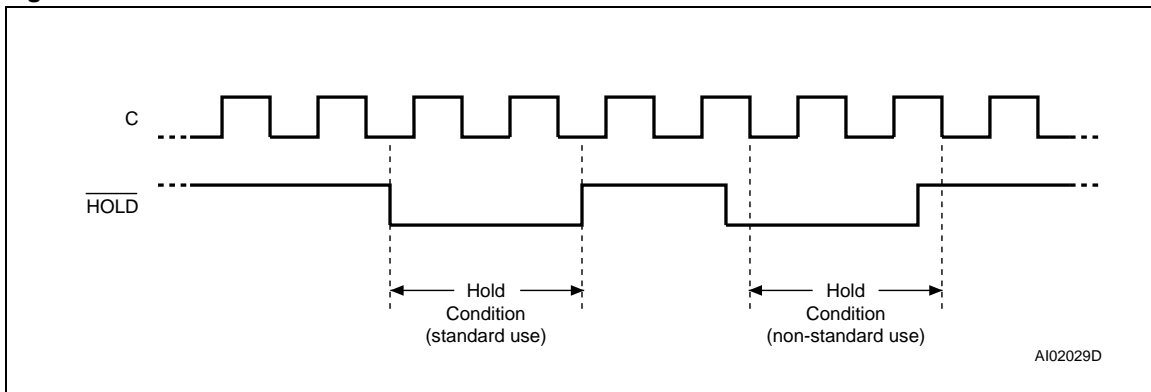 C
HOLD
Hold
Condition
(standard use)
Hold
Condition
(non-standard use)
AI02029D